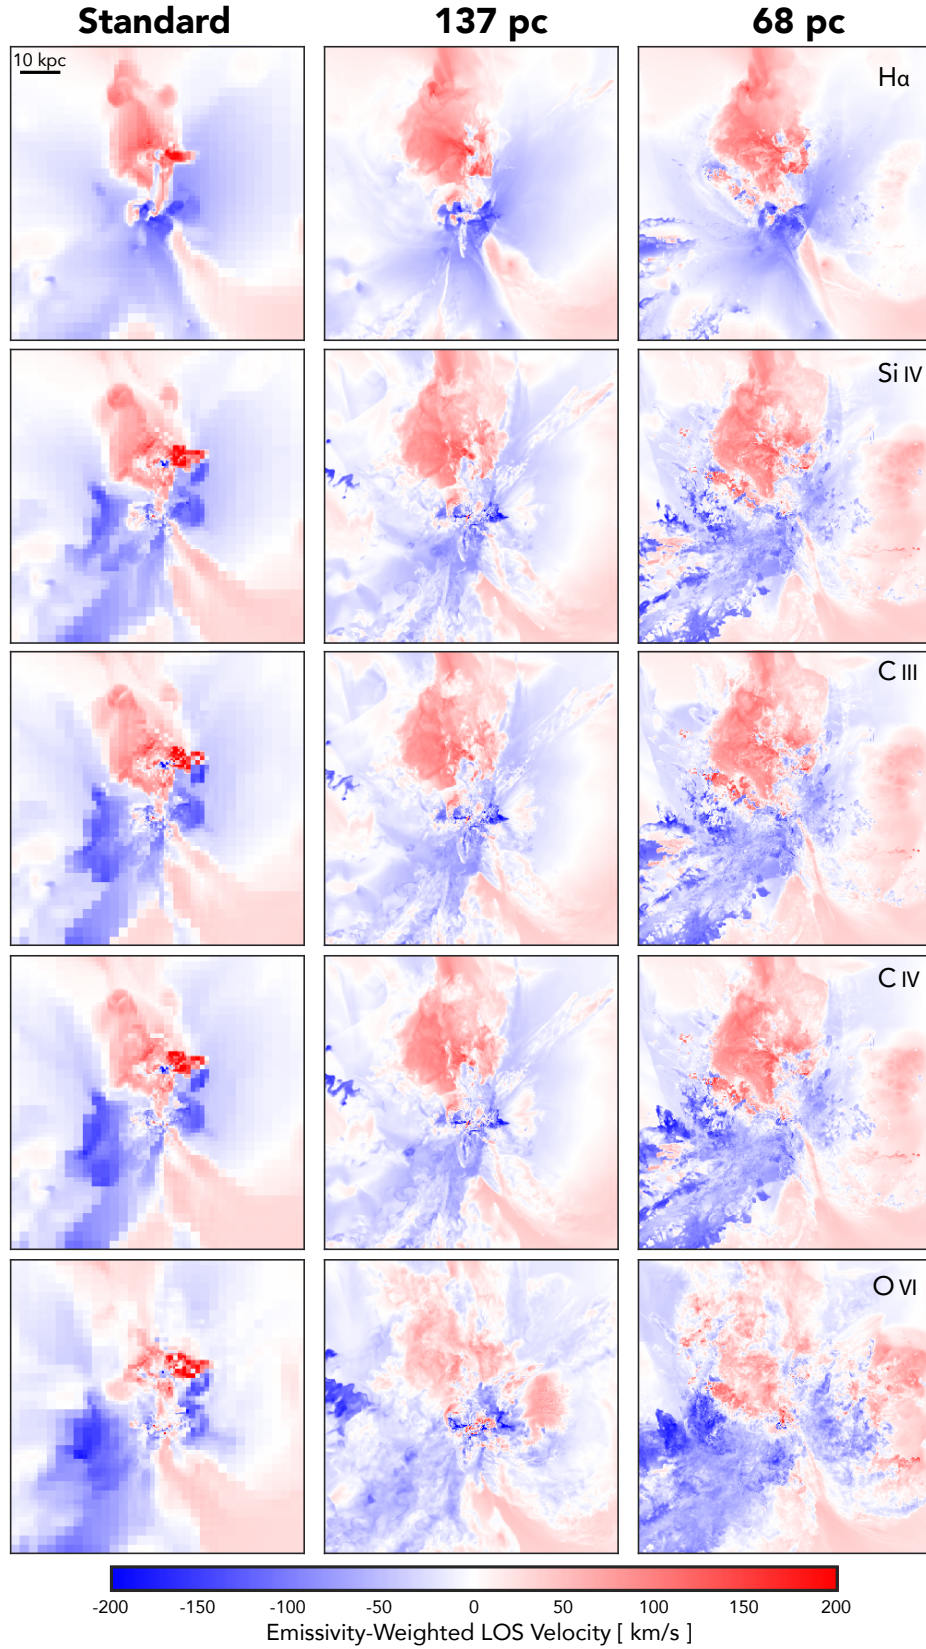 Standard 137 pc 68 pc
10 kpc
Hα
Si IV
C III
C IV
O VI
-200 -150 -100 -50 0 50 100 150 200
Emissivity-Weighted LOS Velocity [ km/s ]